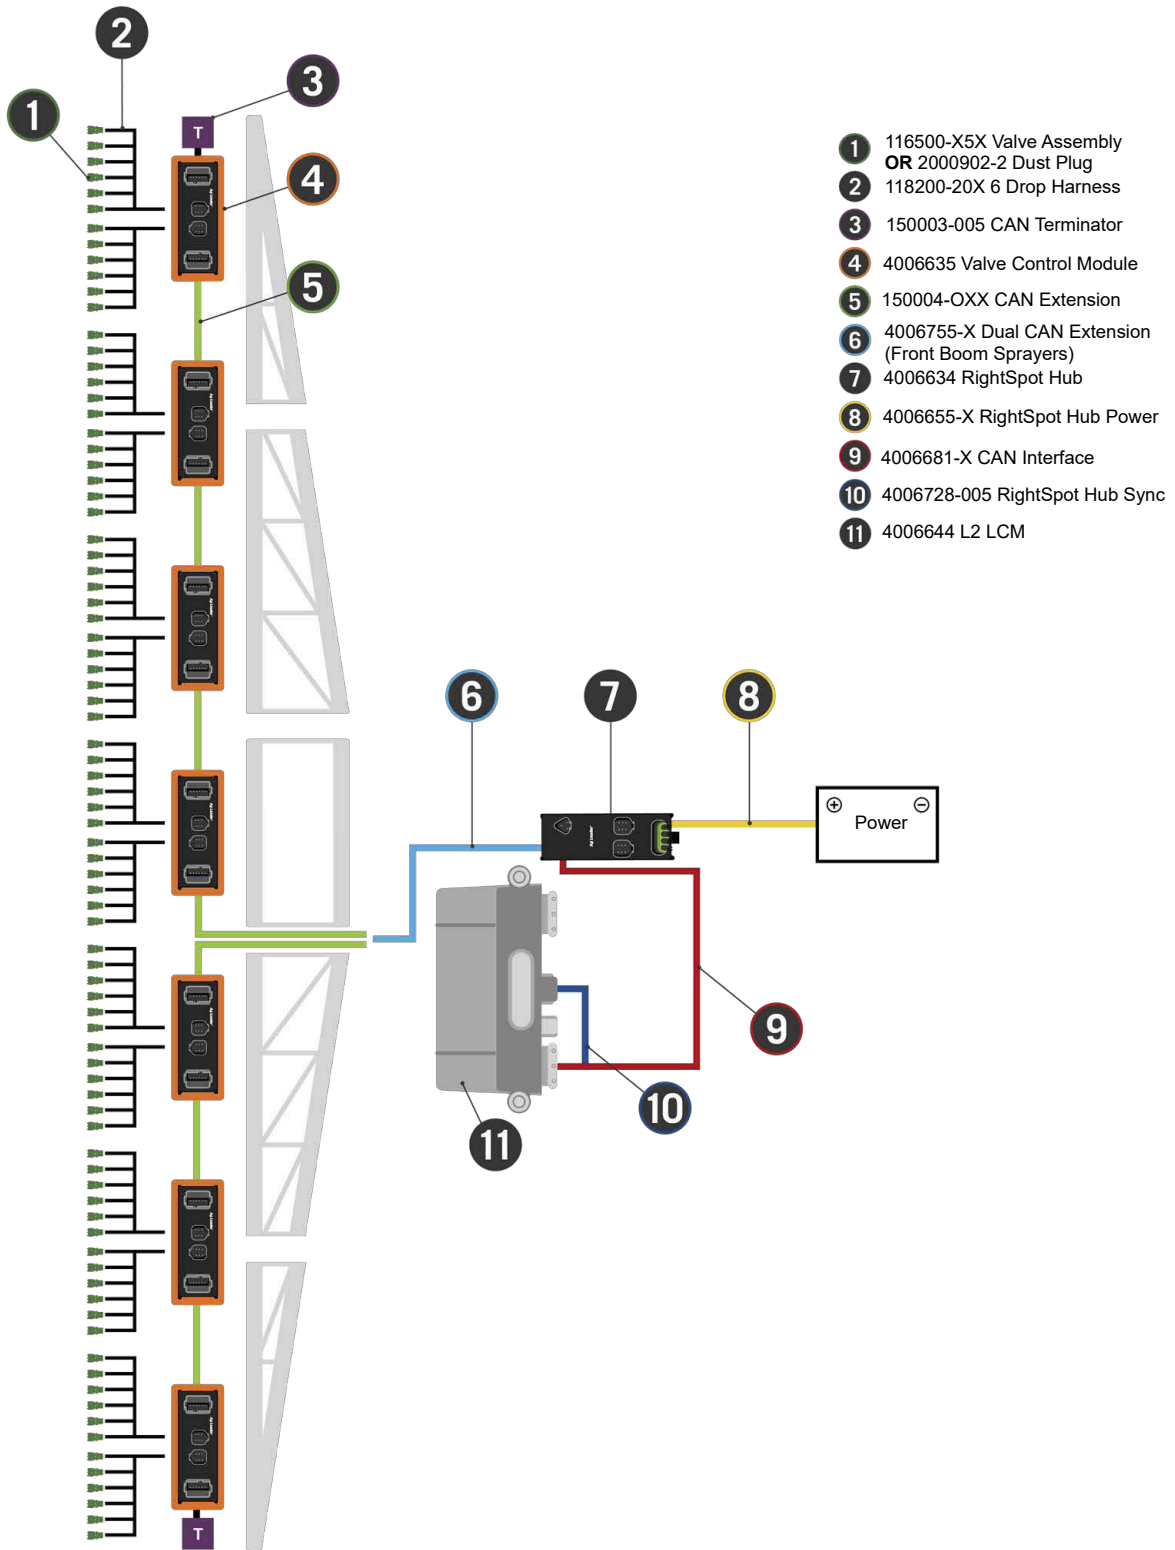 2
3
1
T
4
5
1 116500-X5X Valve Assembly
OR 2000902-2 Dust Plug
2 118200-20X 6 Drop Harness
3 150003-005 CAN Terminator
4 4006635 Valve Control Module
5 150004-OXX CAN Extension
6 4006755-X Dual CAN Extension
(Front Boom Sprayers)
7 4006634 RightSpot Hub
8 4006655-X RightSpot Hub Power
9 4006681-X CAN Interface
10 4006728-005 RightSpot Hub Sync
11 4006644 L2 LCM
6
7
8
+ −
Power
9
10
11
T